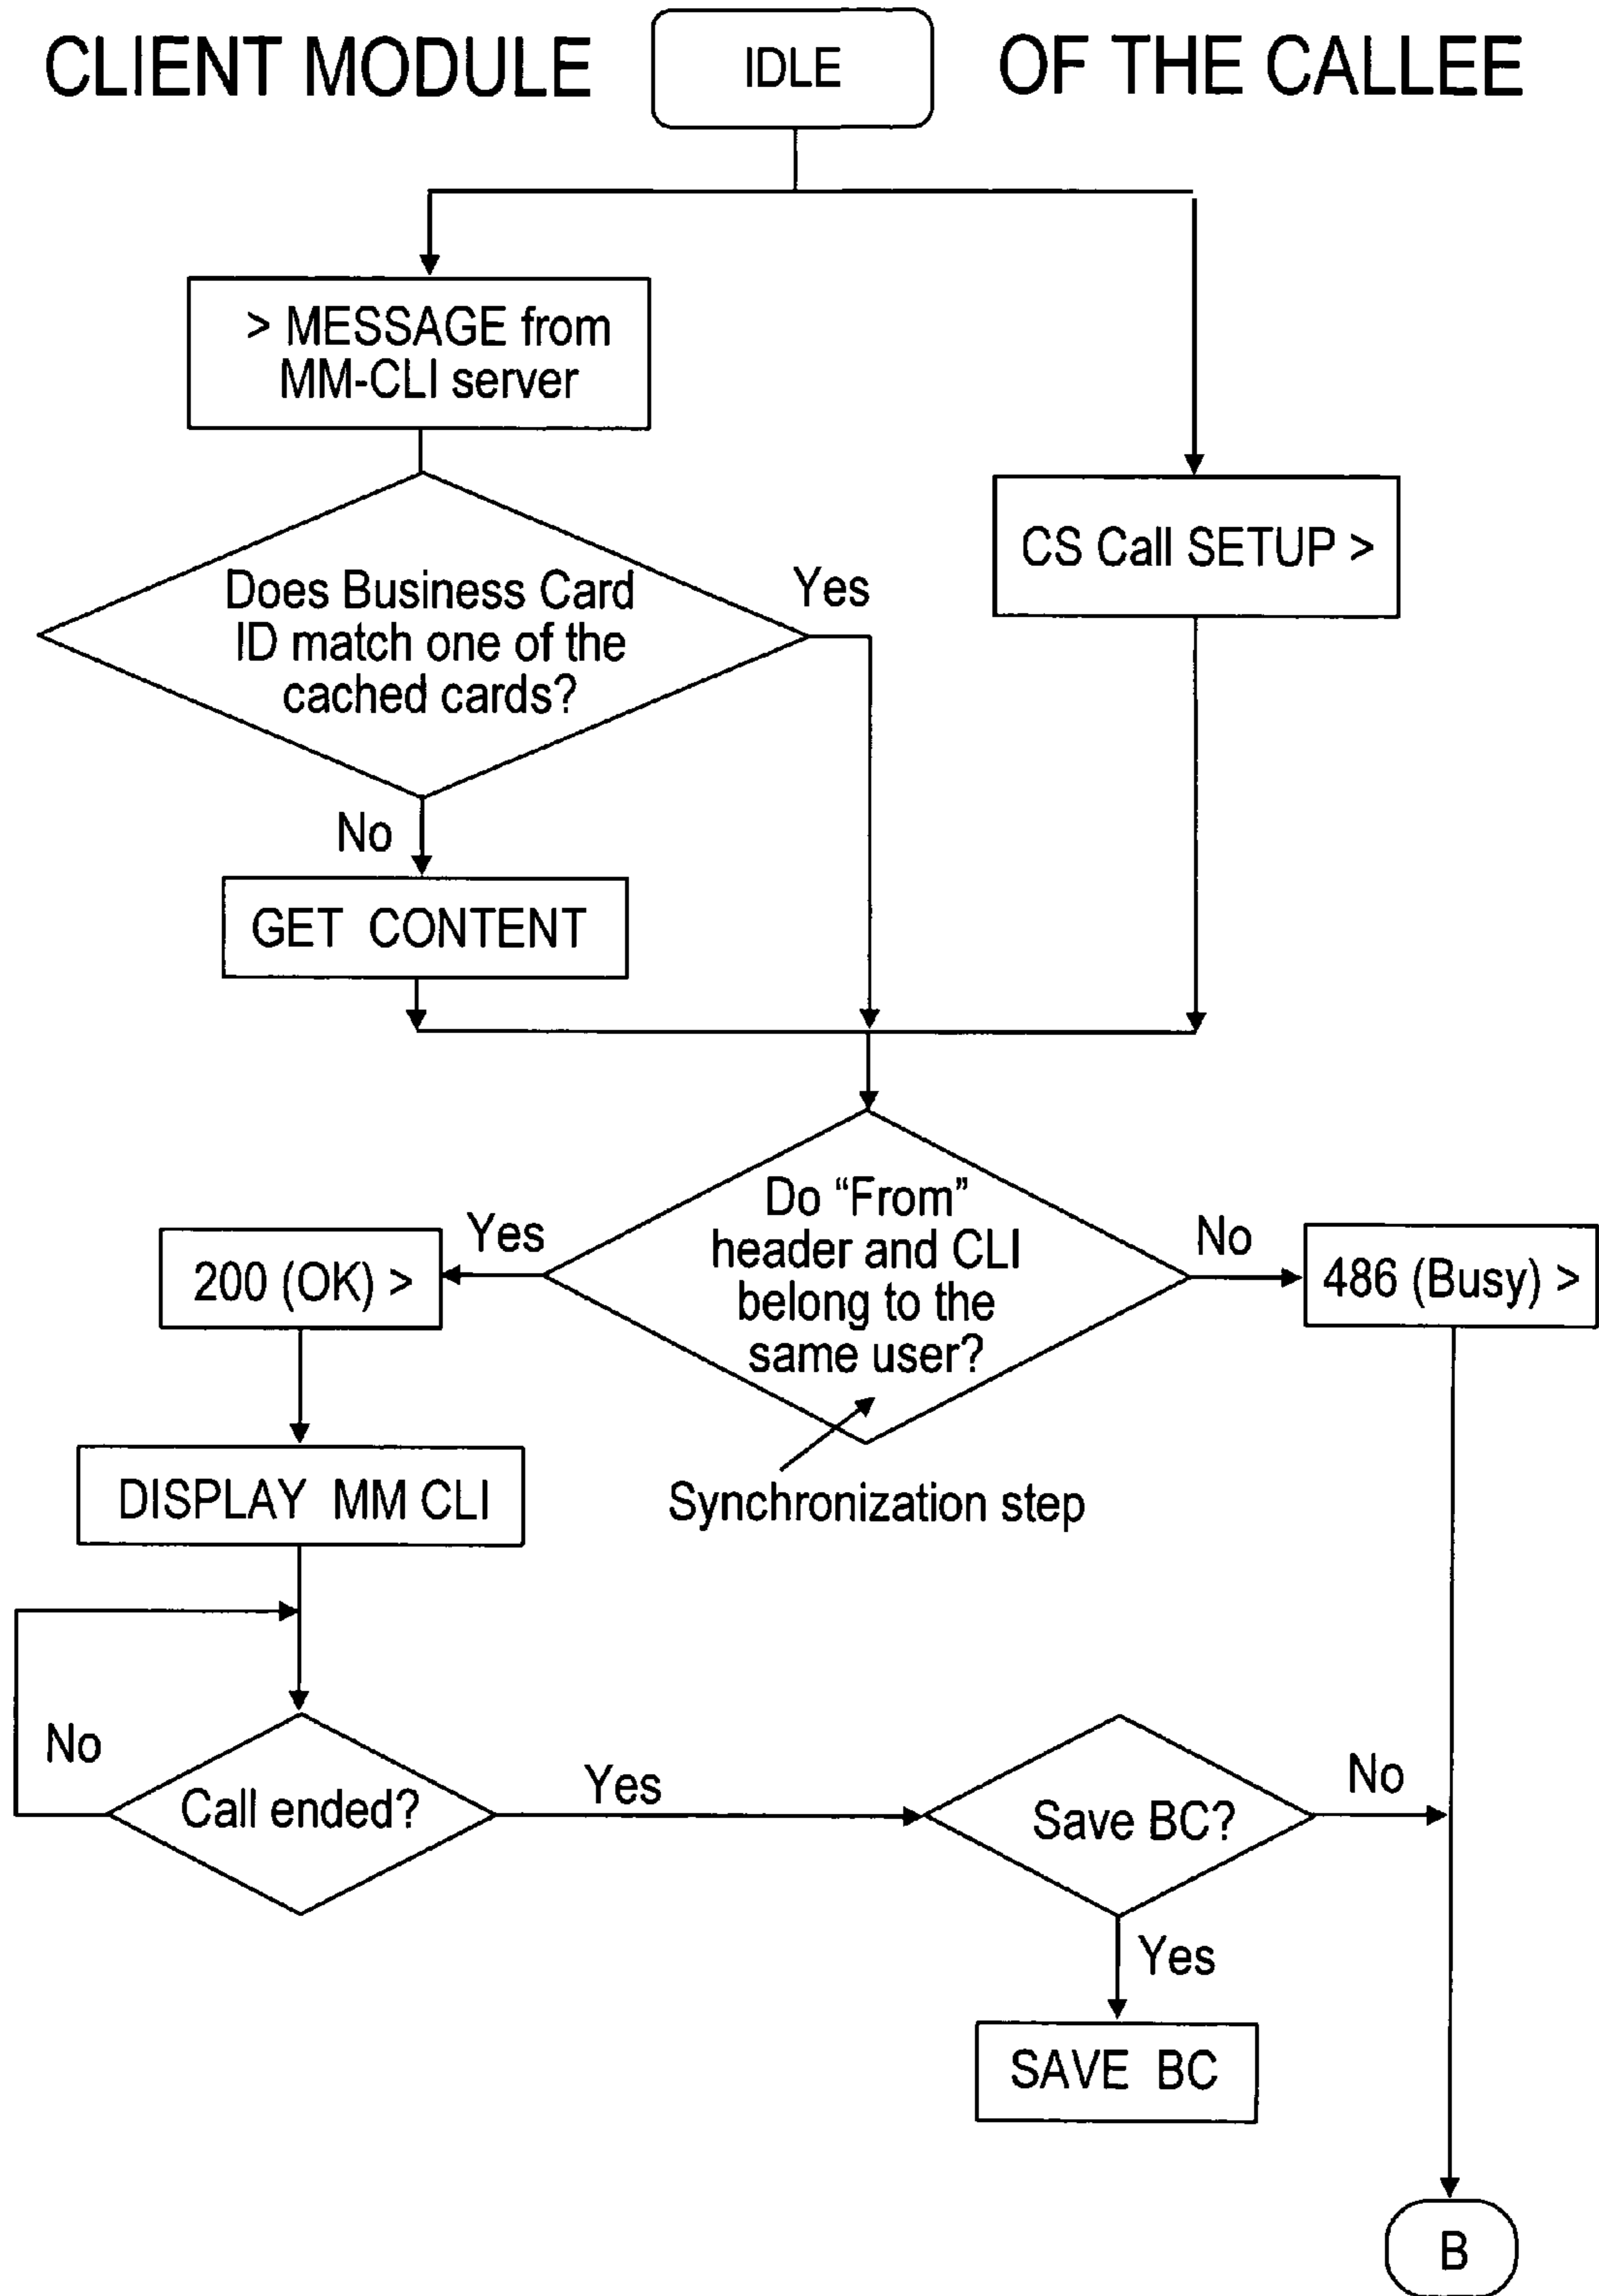 CLIENT MODULE
IDLE
OF THE CALLEE
> MESSAGE from
MM-CLI server
CS Call SETUP >
Does Business Card
ID match one of the
cached cards?
Yes
No
GET CONTENT
Do “From”
header and CLI
belong to the
same user?
Yes
No
200 (OK) >
486 (Busy) >
DISPLAY MM CLI
Synchronization step
No
Call ended?
Yes
Save BC?
No
Yes
SAVE BC
B